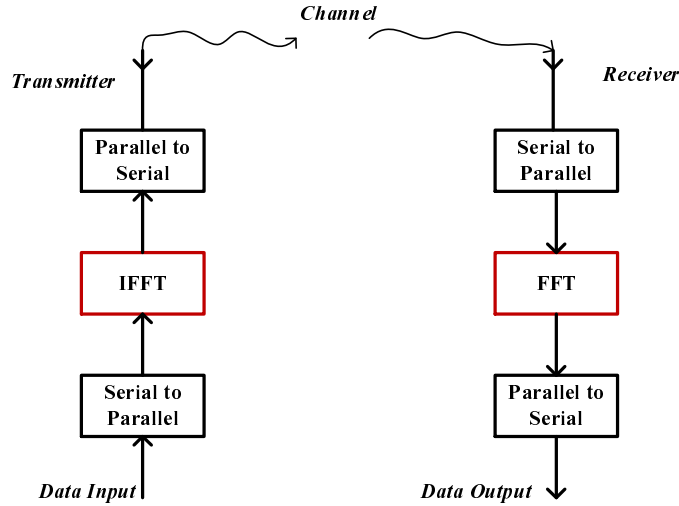 Channel
Transmitter
Receiver
Parallel to
Serial
Serial to
Parallel
IFFT
FFT
Serial to
Parallel
Parallel to
Serial
Data Input
Data Output